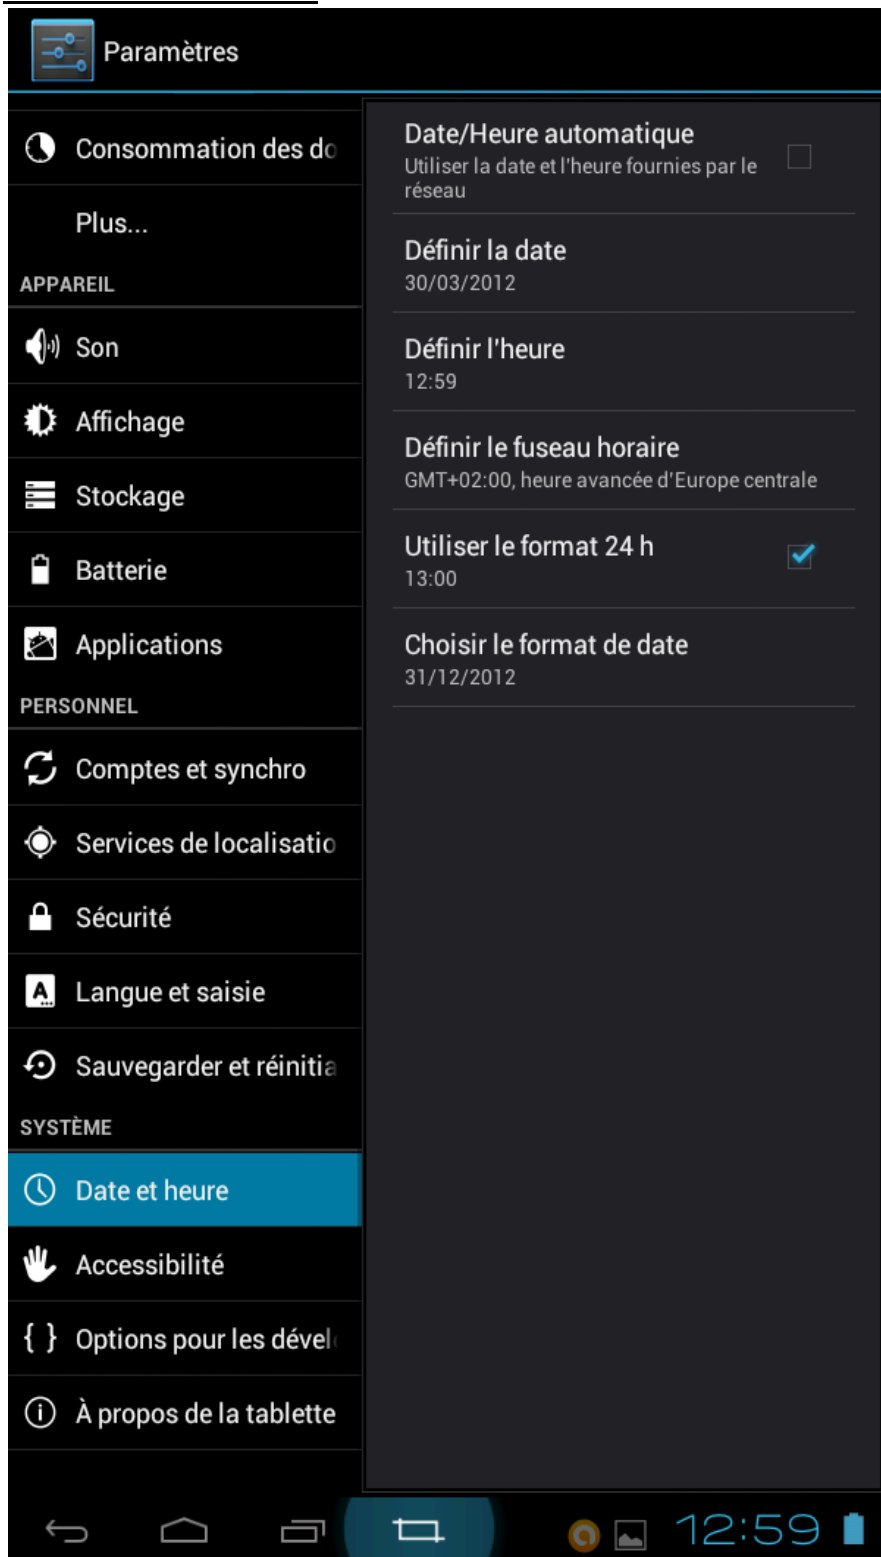 Paramètres
Consommation des do
Plus...
APPAREIL
Son
Affichage
Stockage
Batterie
Applications
PERSONNEL
Comptes et synchro
Services de localisatio
Sécurité
Langue et saisie
Sauvegarder et réinitia
SYSTÈME
Date et heure
Accessibilité
{ } Options pour les dével
À propos de la tablette
Date/Heure automatique
Utiliser la date et l'heure fournies par le
réseau
Définir la date
30/03/2012
Définir l'heure
12:59
Définir le fuseau horaire
GMT+02:00, heure avancée d'Europe centrale
Utiliser le format 24 h
13:00
Choisir le format de date
31/12/2012
12:59